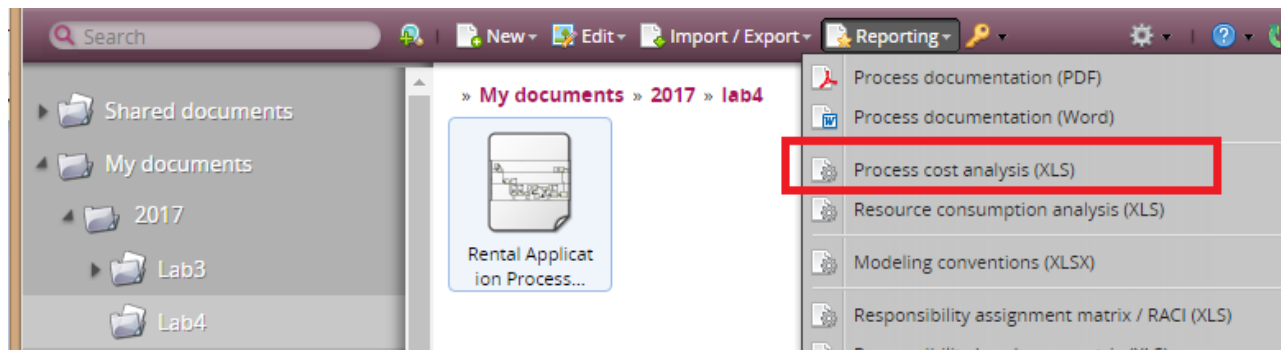 Search
New
Edit
Import / Export
Reporting
Shared documents
My documents
2017
Lab3
Lab4
» My documents » 2017 » lab4
Rental Applicat
ion Process...
Process documentation (PDF)
Process documentation (Word)
Process cost analysis (XLS)
Resource consumption analysis (XLS)
Modeling conventions (XLSX)
Responsibility assignment matrix / RACI (XLS)